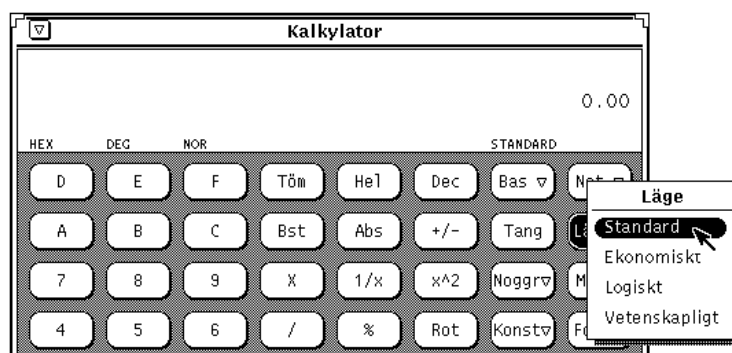 Kalkylator
0.00
HEX DEG NOR STANDARD
D E F Töm Hel Dec Bas
A B C Bst Abs +/- Tang
7 8 9 X 1/x x^2 Noggr
4 5 6 / % Rot Konst
Läge
Standard
Ekonomiskt
Logiskt
Vetenskapligt